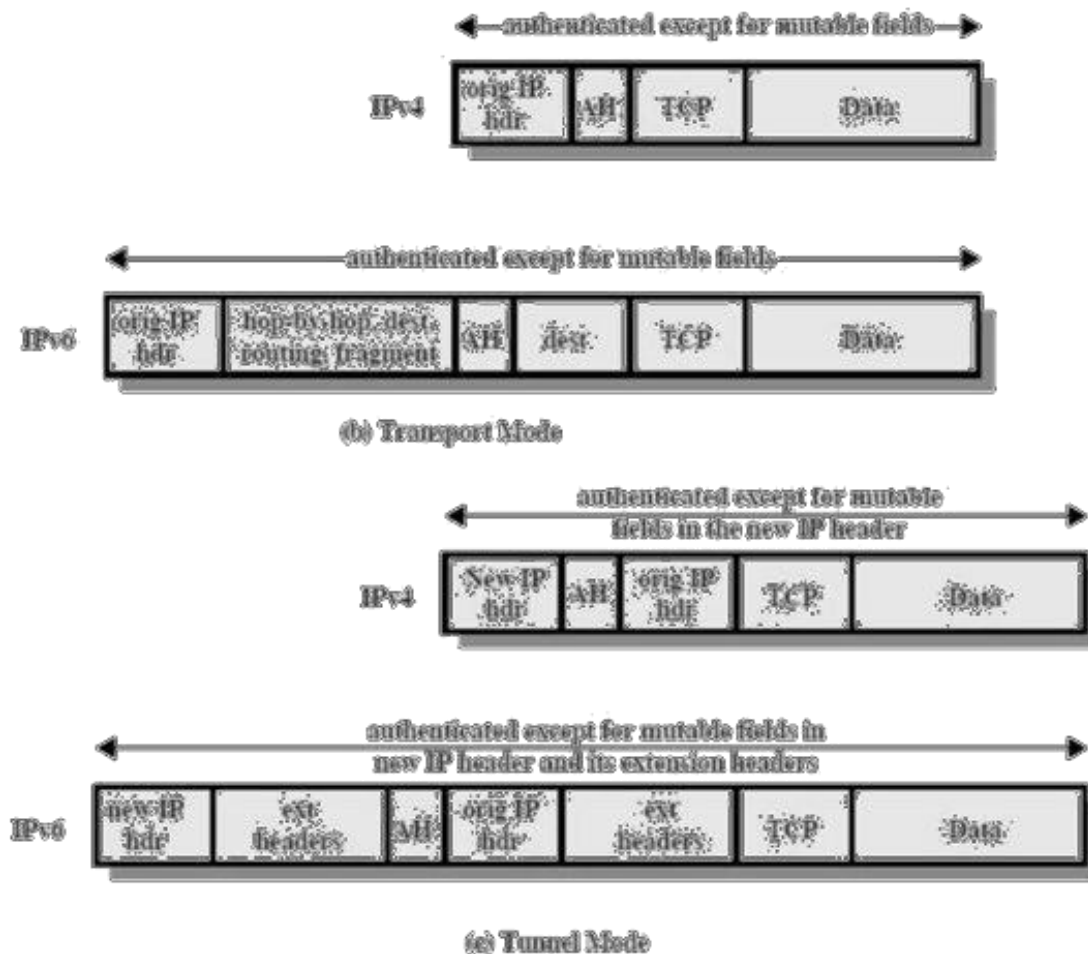 authenticated except for mutable fields
IPv4
orig IP
hdr
AH
TCP
Data
authenticated except for mutable fields
IPv6
orig IP
hdr
hop-by-hop, dest,
routing, fragment
AH
dest
TCP
Data
(b) Transport Mode
authenticated except for mutable
fields in the new IP header
IPv4
New IP
hdr
AH
orig IP
hdr
TCP
Data
authenticated except for mutable fields in
new IP header and its extension headers
IPv6
new IP
hdr
ext
headers
AH
orig IP
hdr
ext
headers
TCP
Data
(c) Tunnel Mode